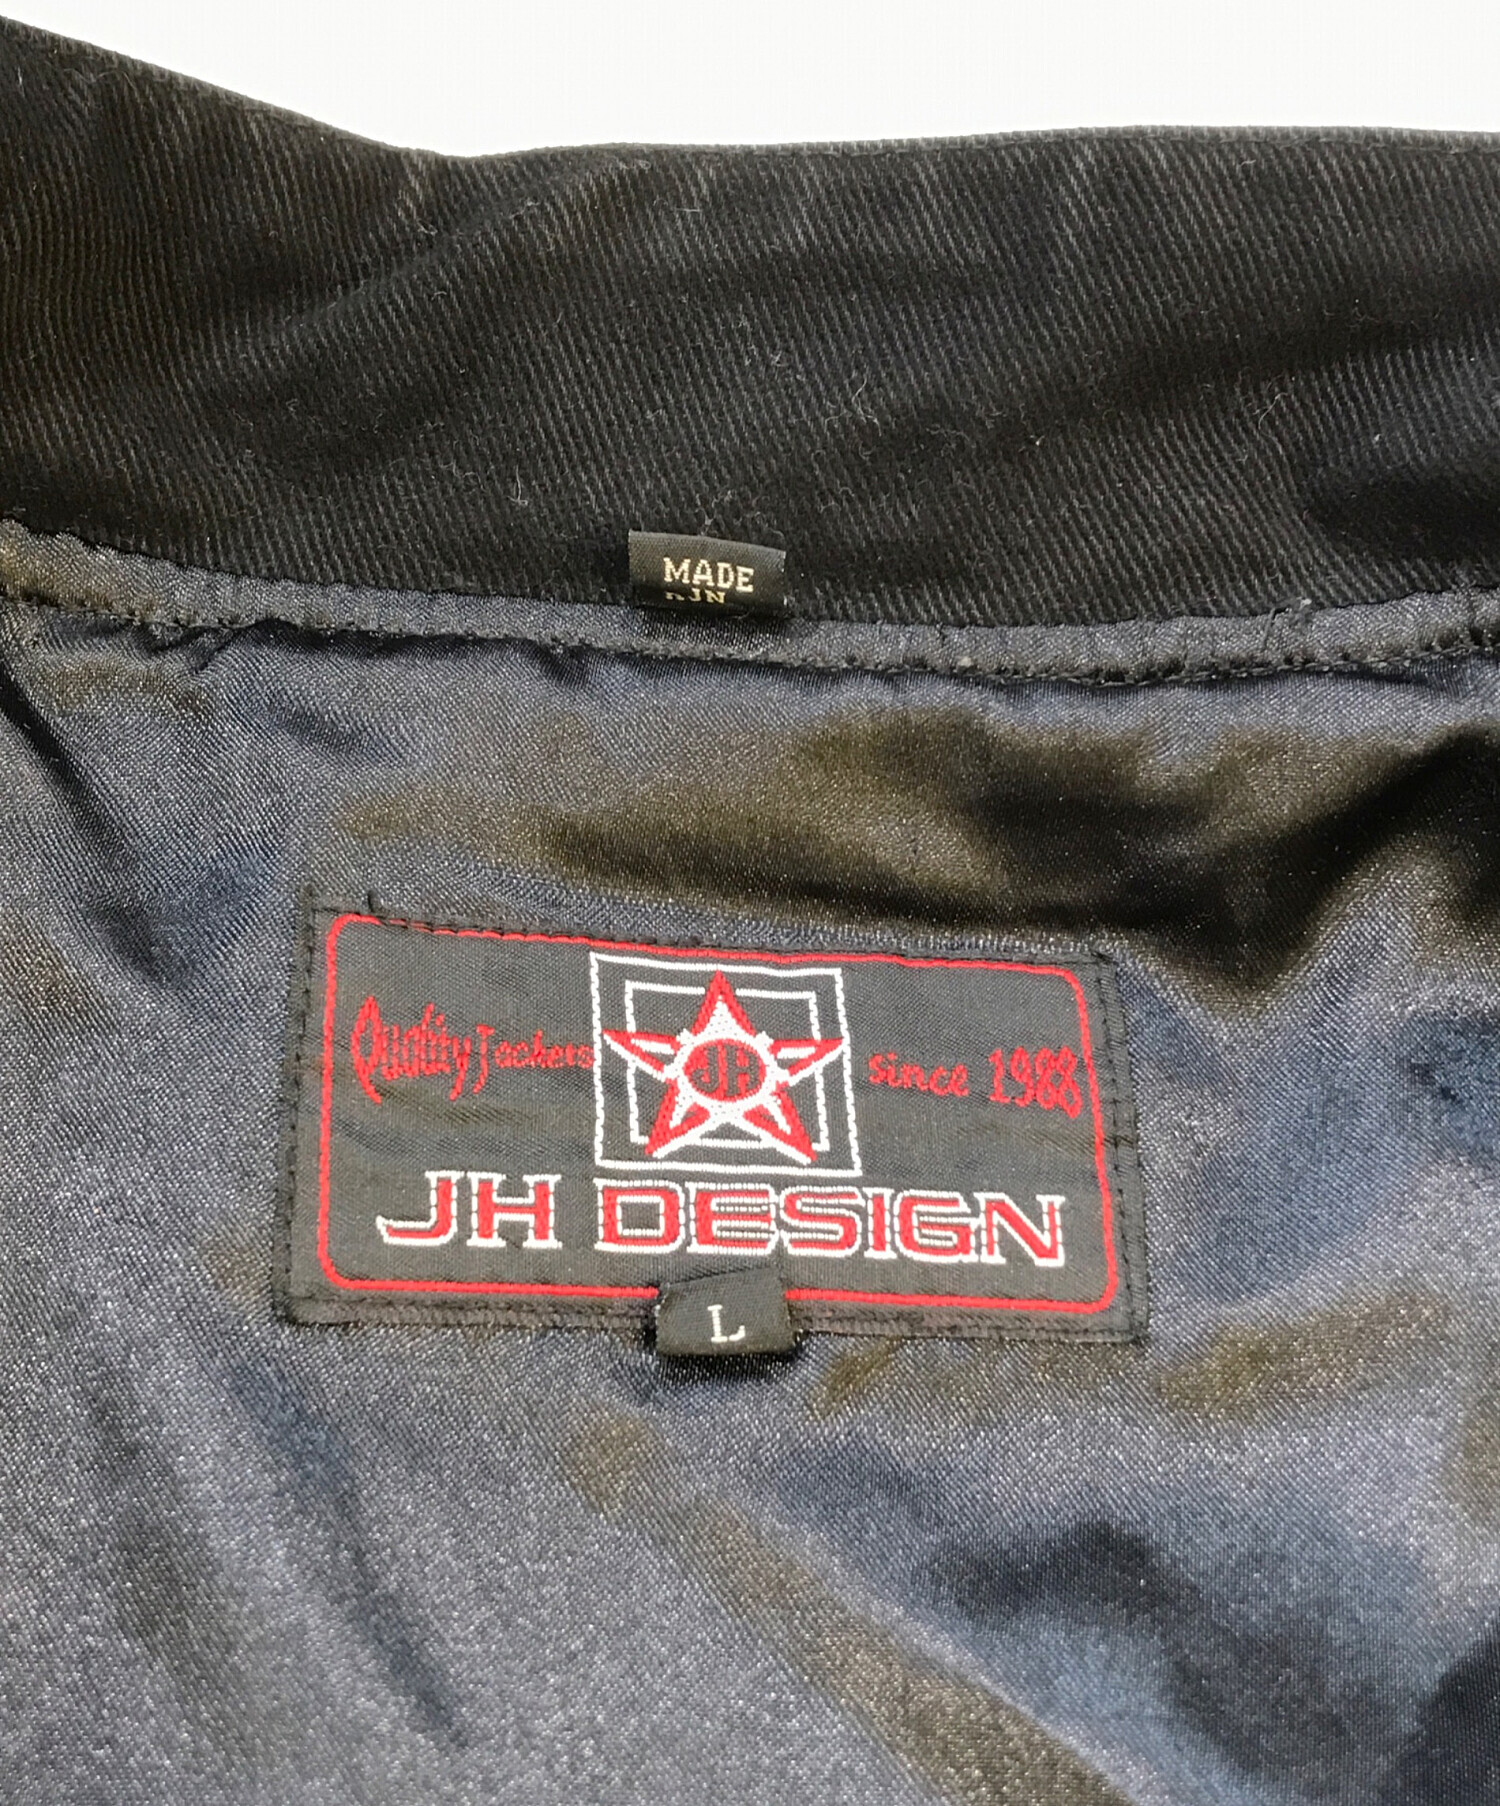 MADE
Quality Jackets
JH
since 1988
JH DESIGN
L